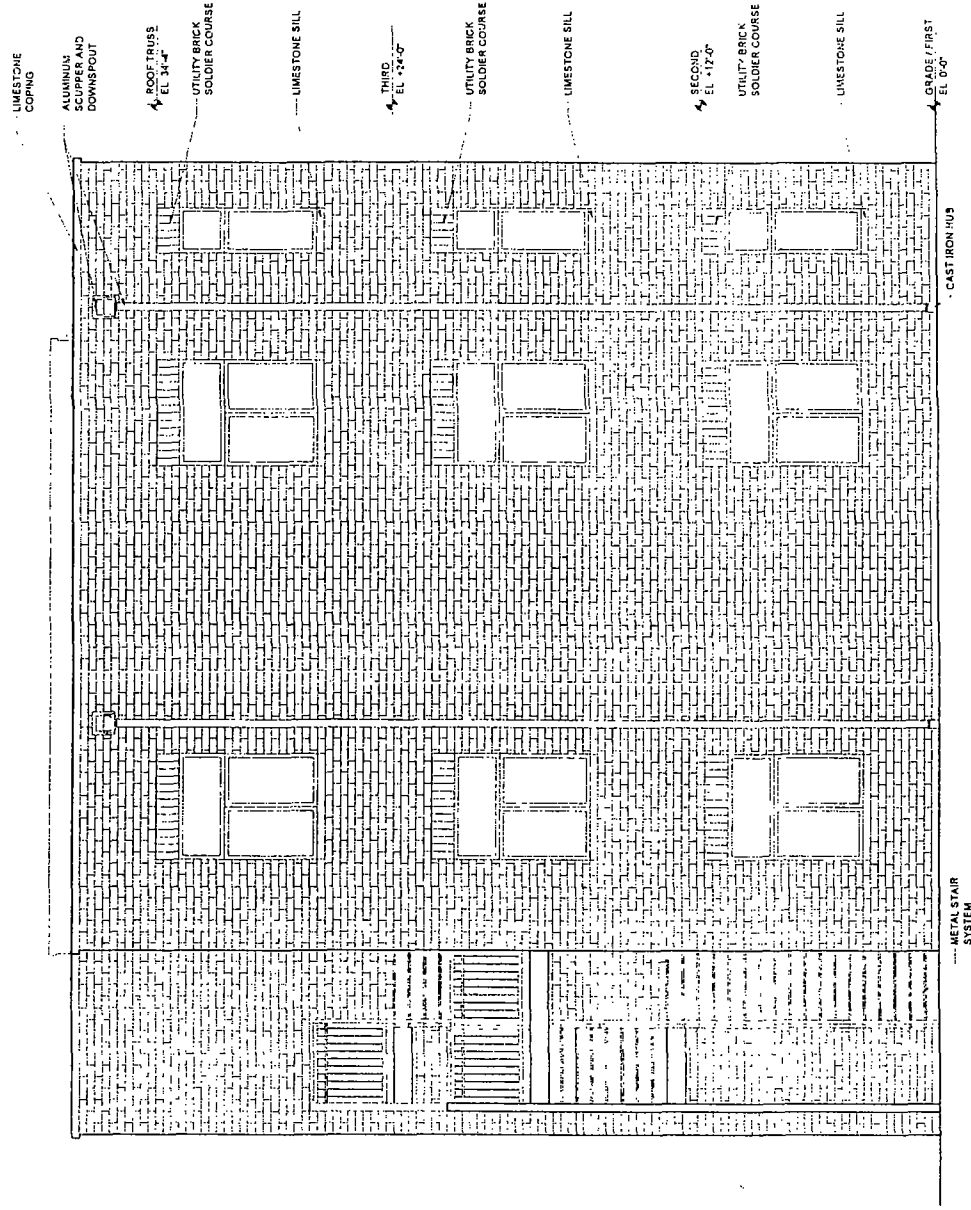 LIMESTONE
COPING
ALUMINUM
SCUPPER AND
DOWNSPOUT
ROOF TRUSS
EL 34'-4"
UTILITY BRICK
SOLDIER COURSE
LIMESTONE SILL
THIRD
EL +24'-0"
UTILITY BRICK
SOLDIER COURSE
LIMESTONE SILL
SECOND
EL +12'-0"
UTILITY BRICK
SOLDIER COURSE
LIMESTONE SILL
GRADE / FIRST
EL 0'-0"
CAST IRON HUB
METAL STAIR
SYSTEM